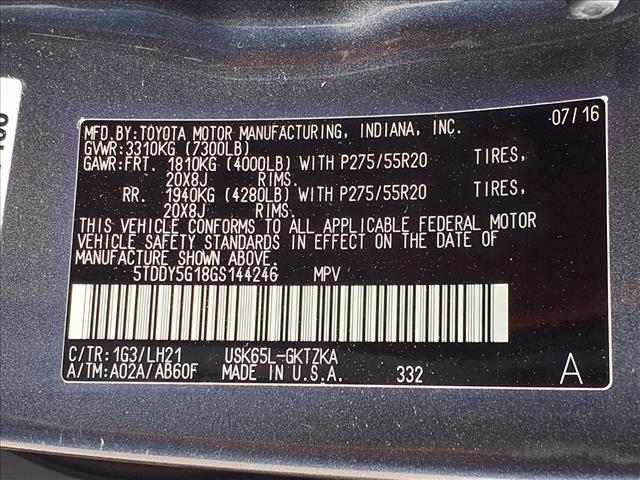 07/16
MFD. BY: TOYOTA MOTOR MANUFACTURING, INDIANA, INC.
GVWR: 3310KG (7300LB)
GAWR: FRT. 1810KG (4000LB) WITH P275/55R20 TIRES,
20X8J RIMS.
RR. 1940KG (4280LB) WITH P275/55R20 TIRES,
20X8J RIMS.
THIS VEHICLE CONFORMS TO ALL APPLICABLE FEDERAL MOTOR
VEHICLE SAFETY STANDARDS IN EFFECT ON THE DATE OF
MANUFACTURE SHOWN ABOVE.
5TDDY5G18GS144246 MPV
C/TR: 1G3/LH21 USK65L-GKTZKA
A/TM: A02A/AB60F MADE IN U.S.A. 332 A